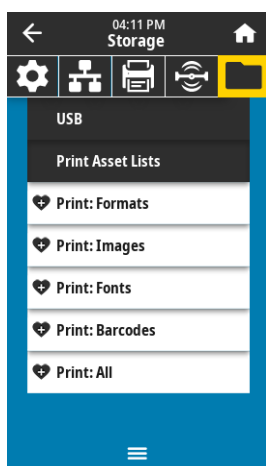 04:11 PM
Storage
USB
Print Asset Lists
Print: Formats
Print: Images
Print: Fonts
Print: Barcodes
Print: All